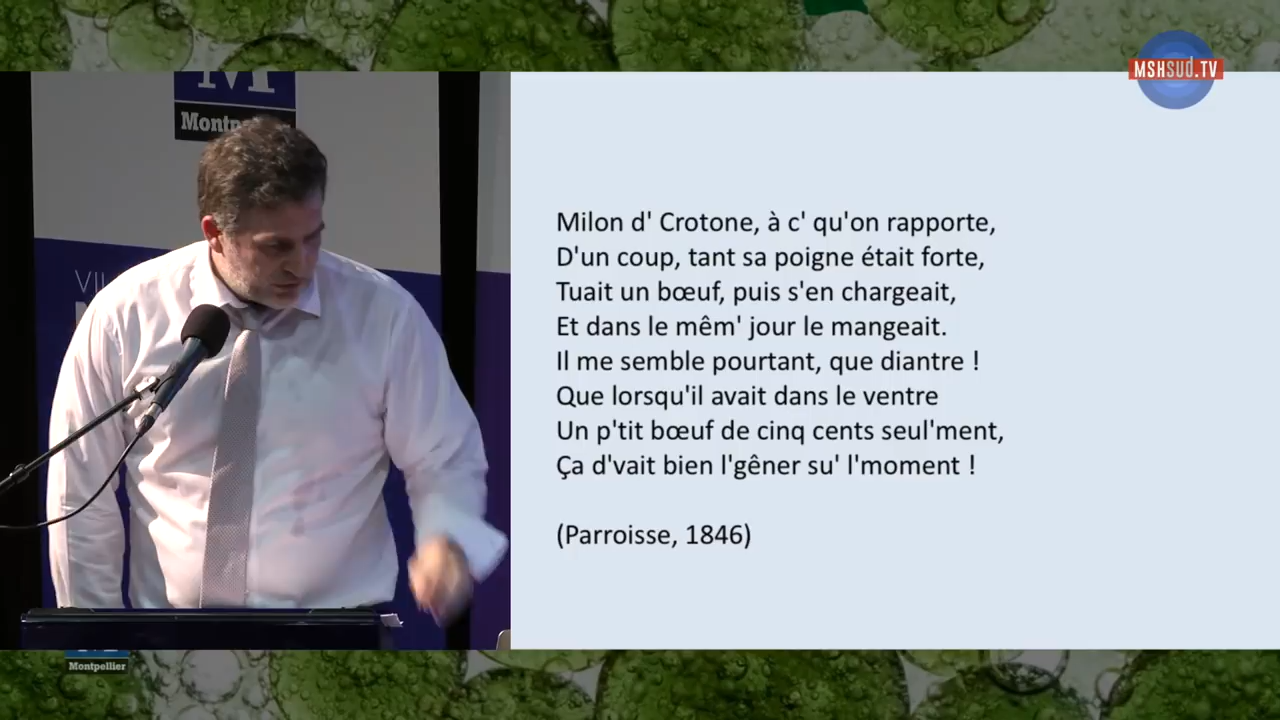 MSHSUD.TV
Milon d' Crotone, à c' qu'on rapporte,
D'un coup, tant sa poigne était forte,
Tuait un bœuf, puis s'en chargeait,
Et dans le mêm' jour le mangeait.
Il me semble pourtant, que diantre !
Que lorsqu'il avait dans le ventre
Un p'tit bœuf de cinq cents seul'ment,
Ça d'vait bien l'gêner su' l'moment !
(Parroisse, 1846)
M
Montpellier